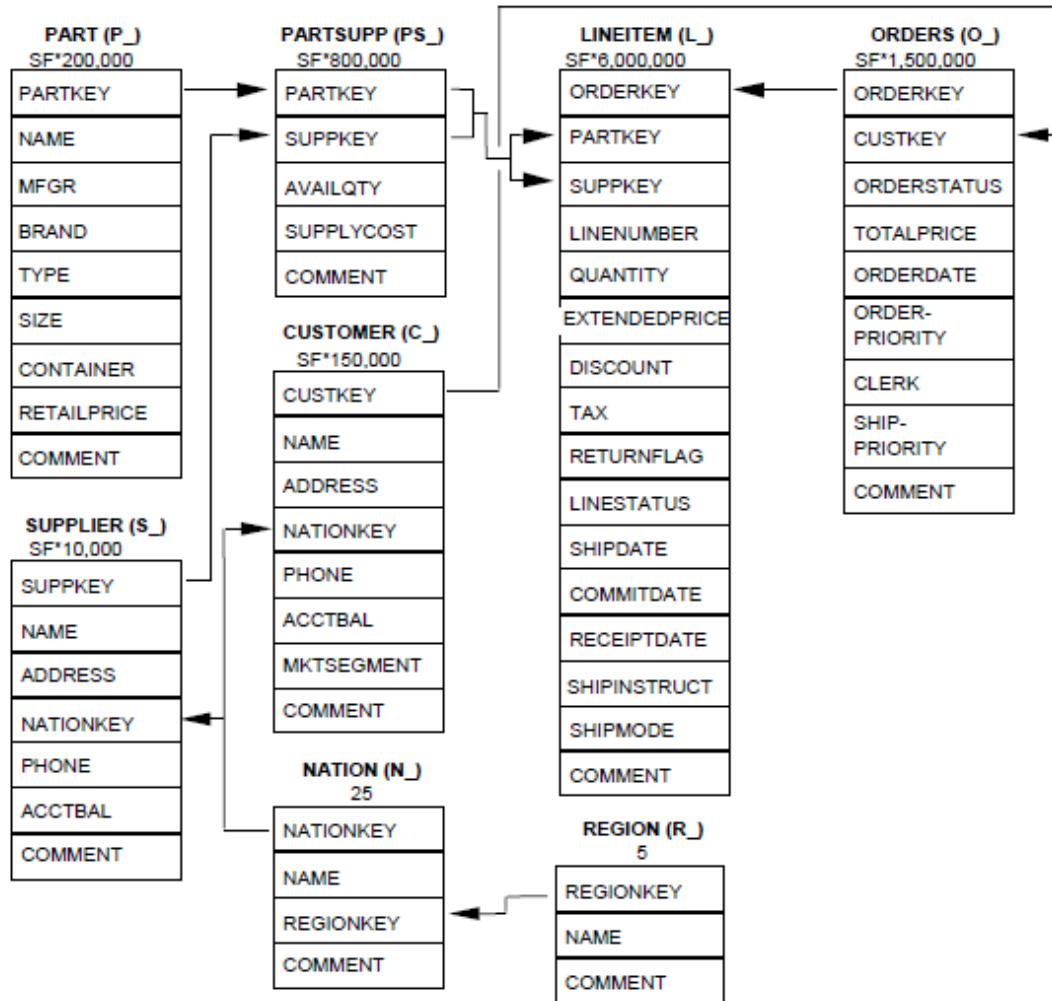 PART (P_)
SF*200,000
PARTKEY
NAME
MFGR
BRAND
TYPE
SIZE
CONTAINER
RETAILPRICE
COMMENT
SUPPLIER (S_)
SF*10,000
SUPPKEY
NAME
ADDRESS
NATIONKEY
PHONE
ACCTBAL
COMMENT
PARTSUPP (PS_)
SF*800,000
PARTKEY
SUPPKEY
AVAILQTY
SUPPLYCOST
COMMENT
CUSTOMER (C_)
SF*150,000
CUSTKEY
NAME
ADDRESS
NATIONKEY
PHONE
ACCTBAL
MKTSEGMENT
COMMENT
NATION (N_)
25
NATIONKEY
NAME
REGIONKEY
COMMENT
LINEITEM (L_)
SF*6,000,000
ORDERKEY
PARTKEY
SUPPKEY
LINENUMBER
QUANTITY
EXTENDEDPRICE
DISCOUNT
TAX
RETURNFLAG
LINESTATUS
SHIPDATE
COMMITDATE
RECEIPTDATE
SHIPINSTRUCT
SHIPMODE
COMMENT
REGION (R_)
5
REGIONKEY
NAME
COMMENT
ORDERS (O_)
SF*1,500,000
ORDERKEY
CUSTKEY
ORDERSTATUS
TOTALPRICE
ORDERDATE
ORDER-
PRIORITY
CLERK
SHIP-
PRIORITY
COMMENT